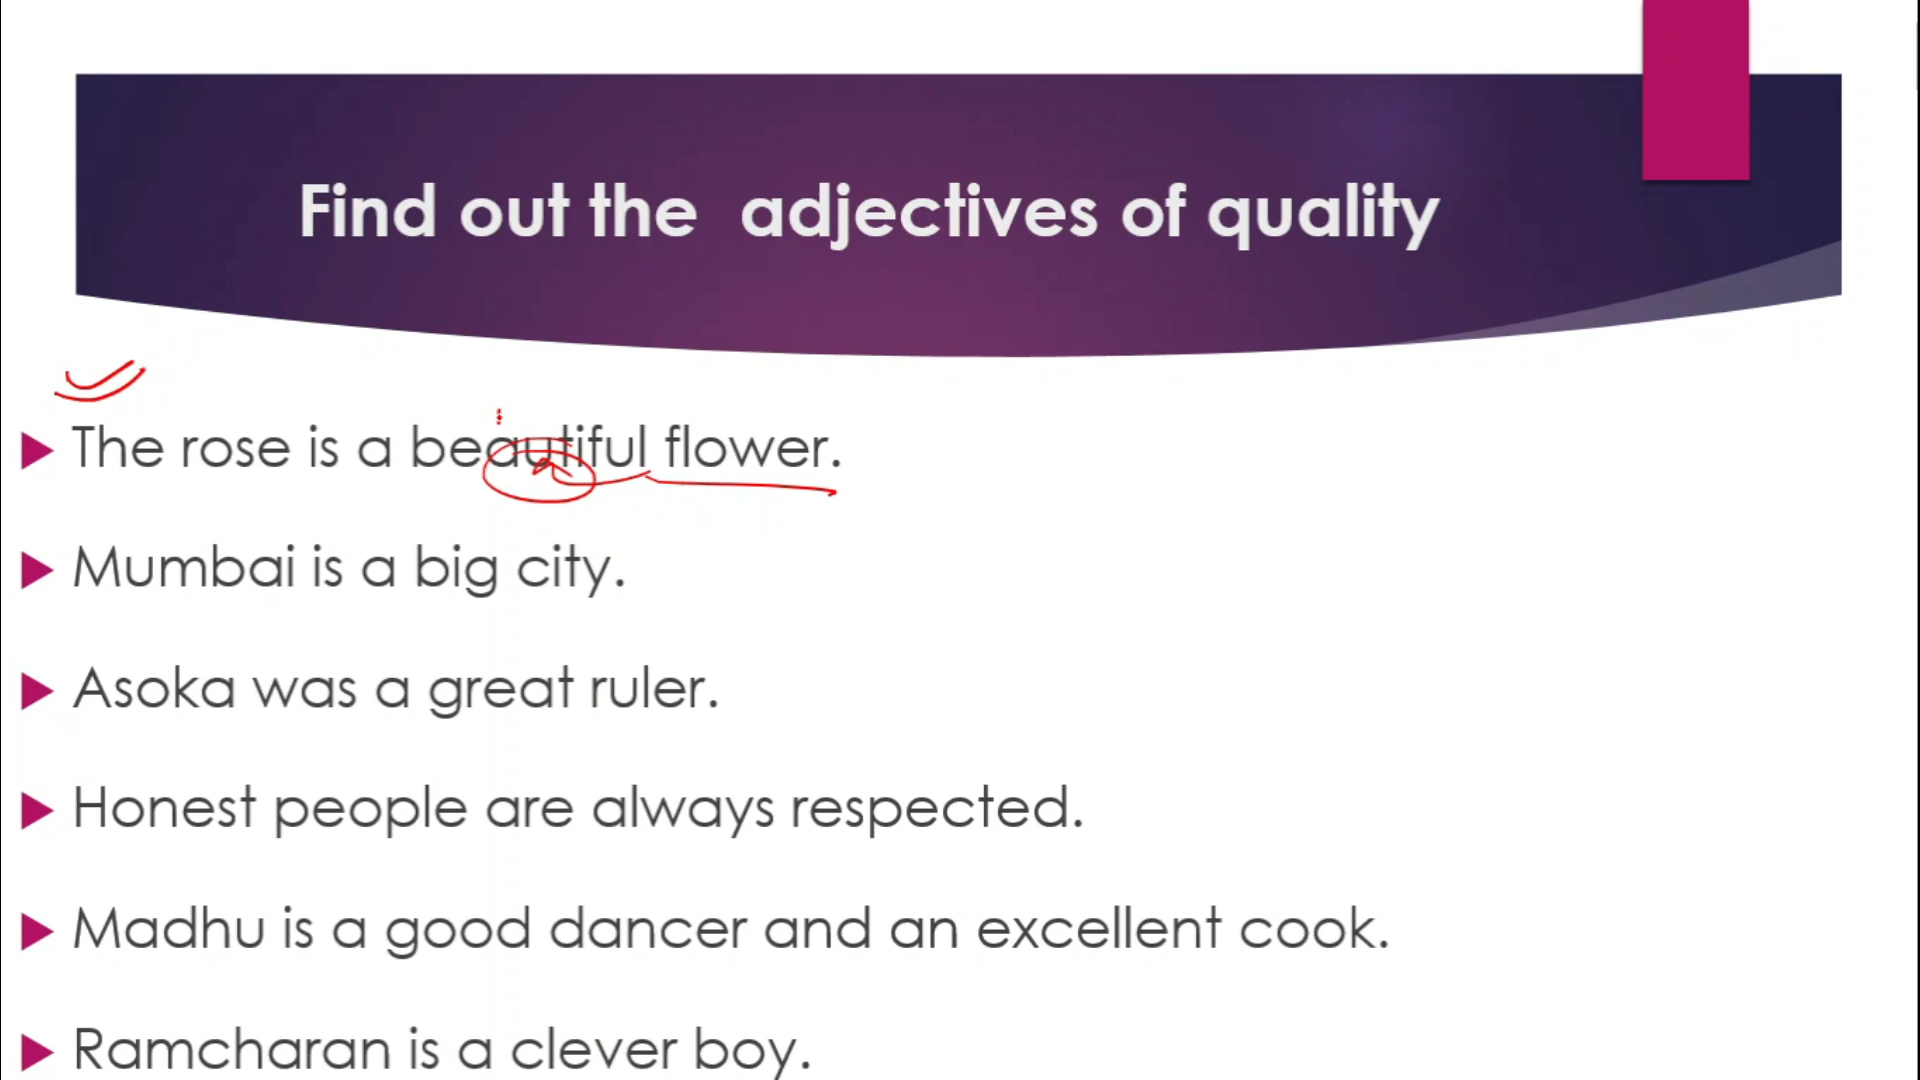 Find out the adjectives of quality
The rose is a beautiful flower.
Mumbai is a big city.
Asoka was a great ruler.
Honest people are always respected.
Madhu is a good dancer and an excellent cook.
Ramcharan is a clever boy.